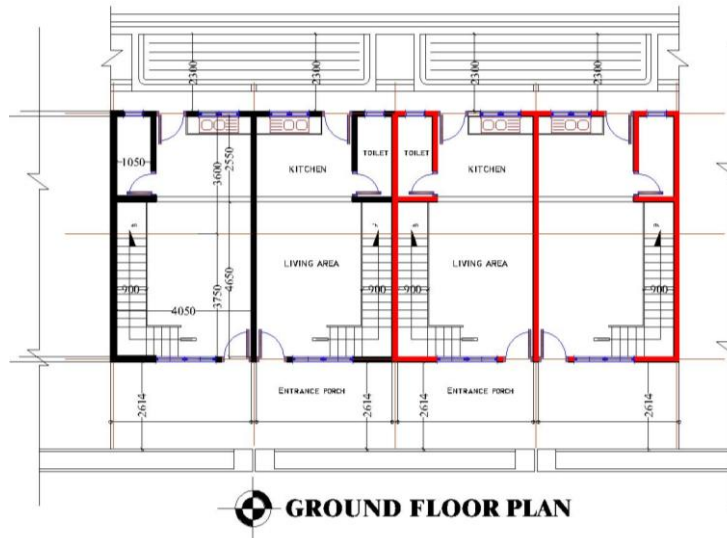 2300 2300 2300 2300
TOILET TOILET
1050 3600 2550 KITCHEN KITCHEN
LIVING AREA LIVING AREA
900 3750 4650 900 900 900
4050
ENTRANCE PORCH ENTRANCE PORCH
2614 2614 2614 2614
GROUND FLOOR PLAN